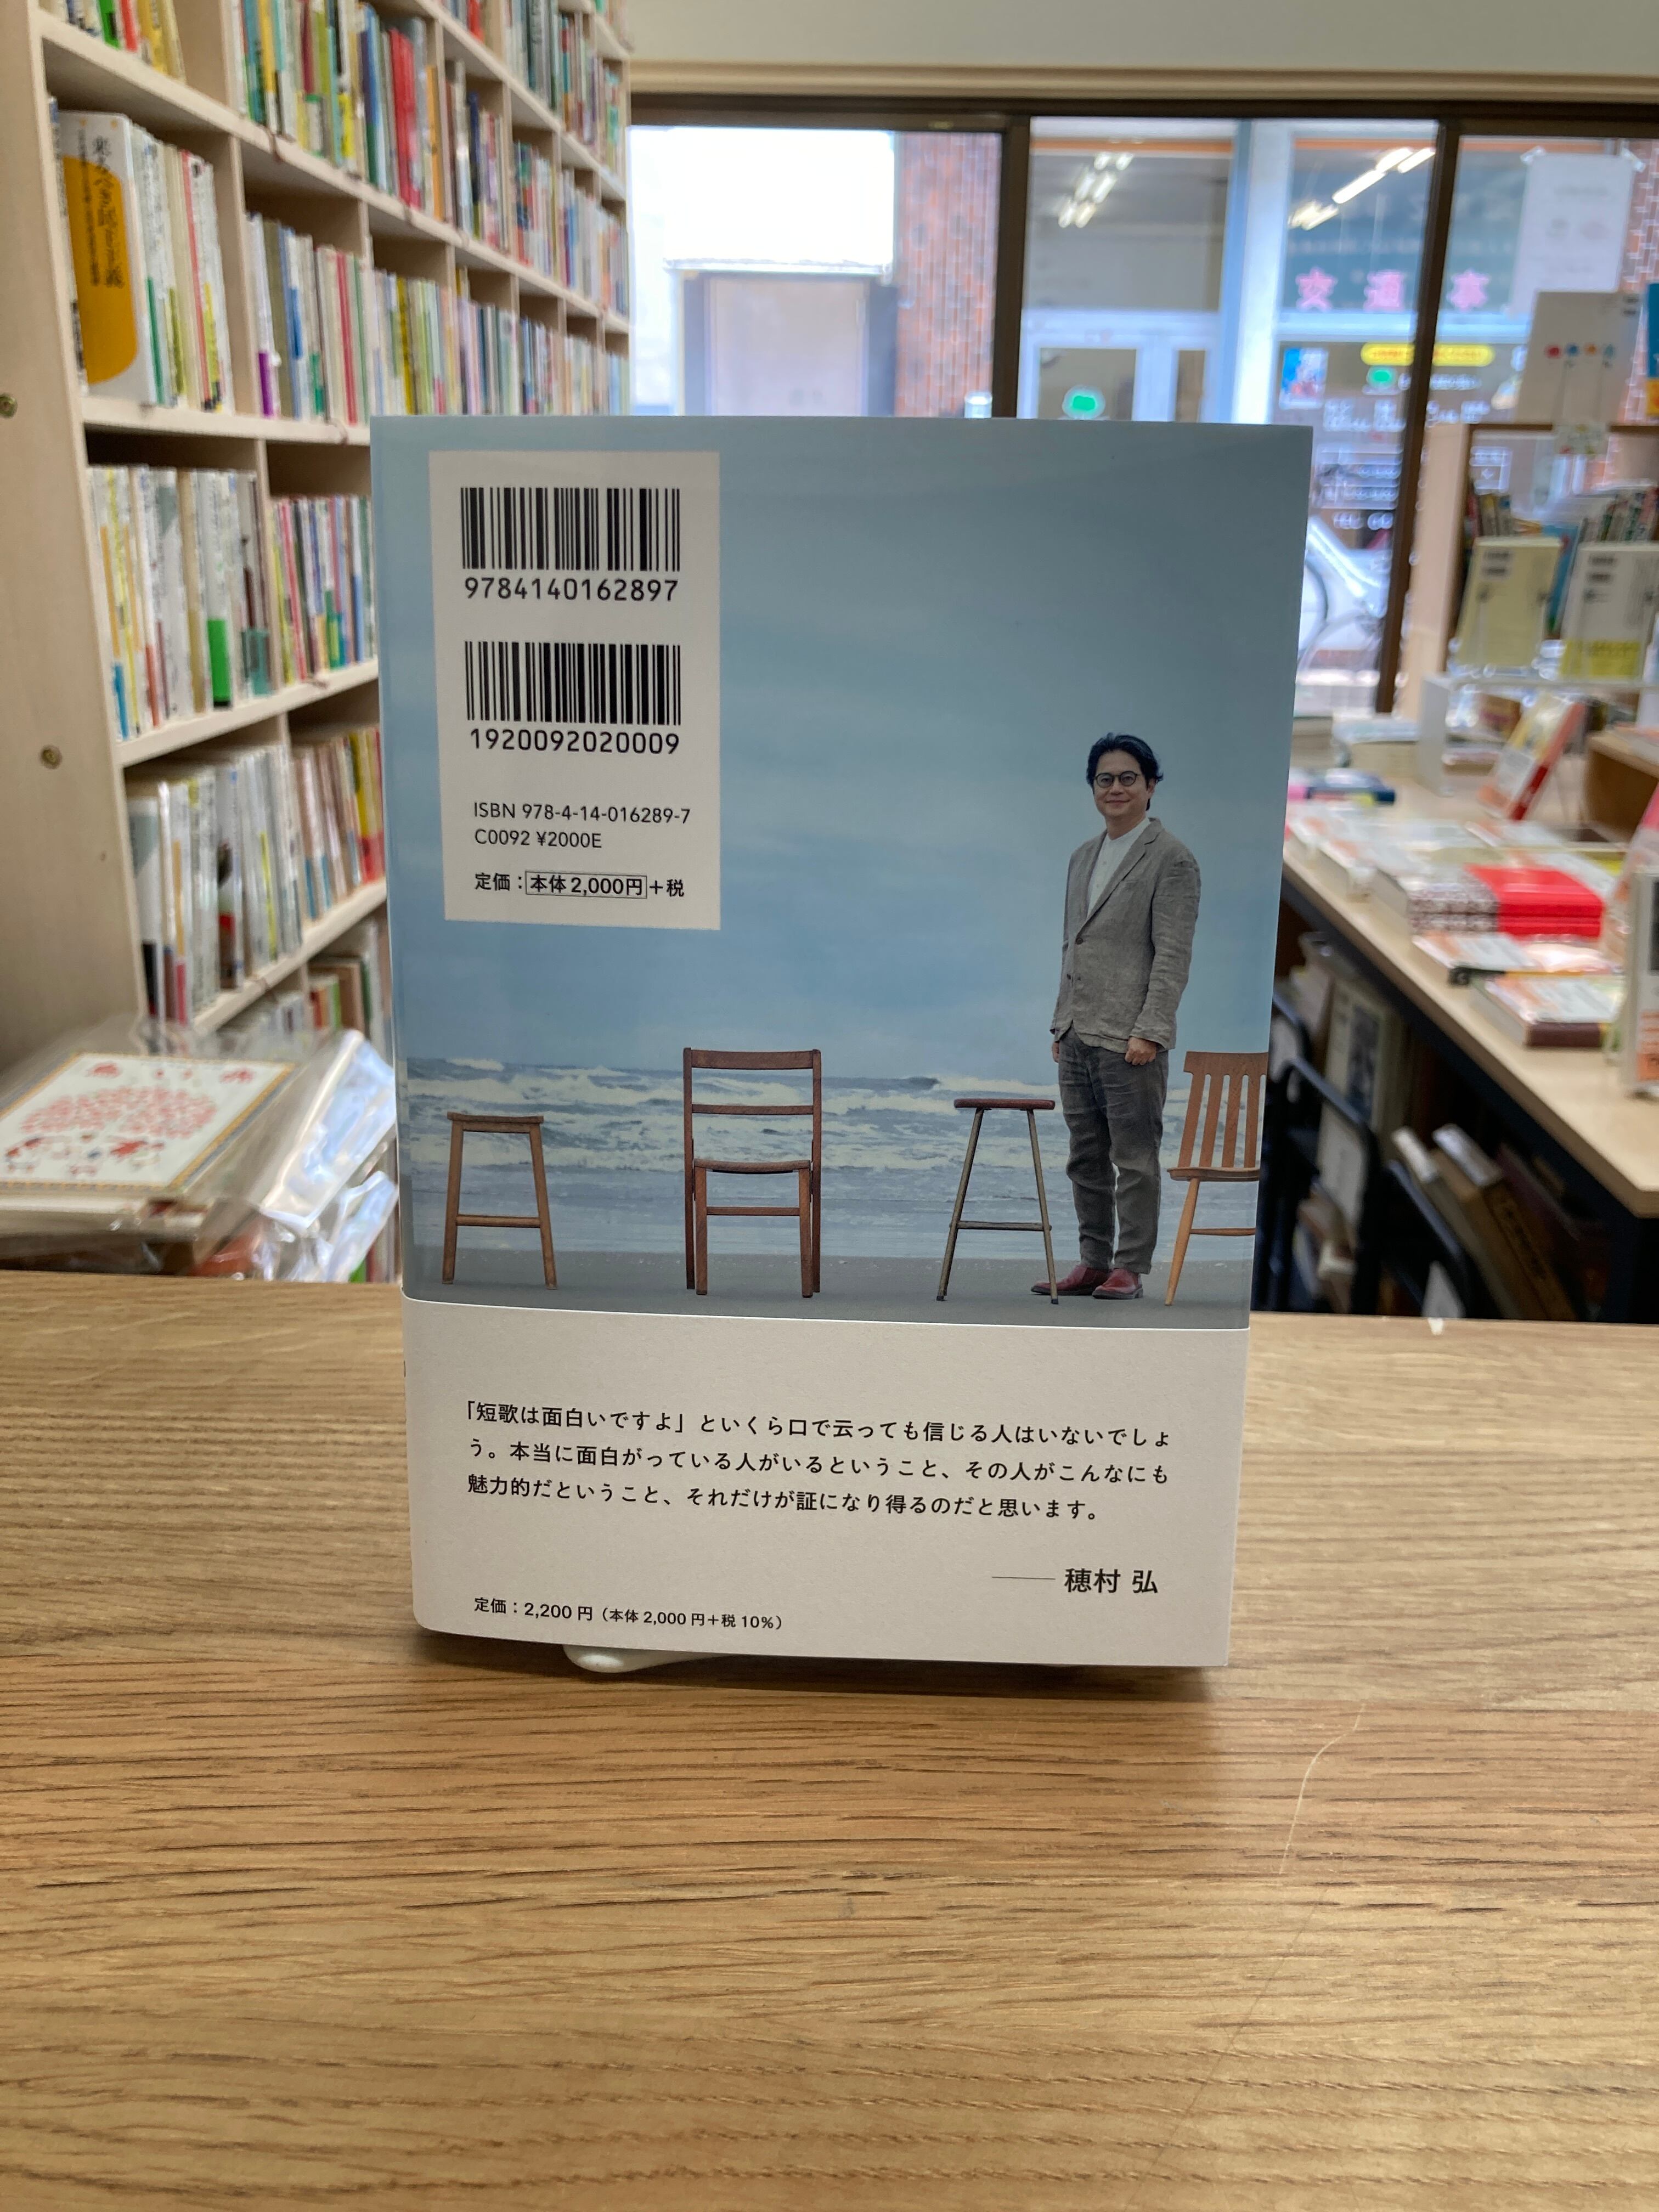 9784140162897
1920092020009
ISBN 978-4-14-016289-7
C0092 ¥2000E
定価：本体2,000円＋税
「短歌は面白いですよ」といくら口で云っても信じる人はいないでしょ
う。本当に面白がっている人がいるということ、その人がこんなにも
魅力的だということ、それだけが証になり得るのだと思います。
穂村 弘
定価：2,200円（本体2,000円＋税10%）